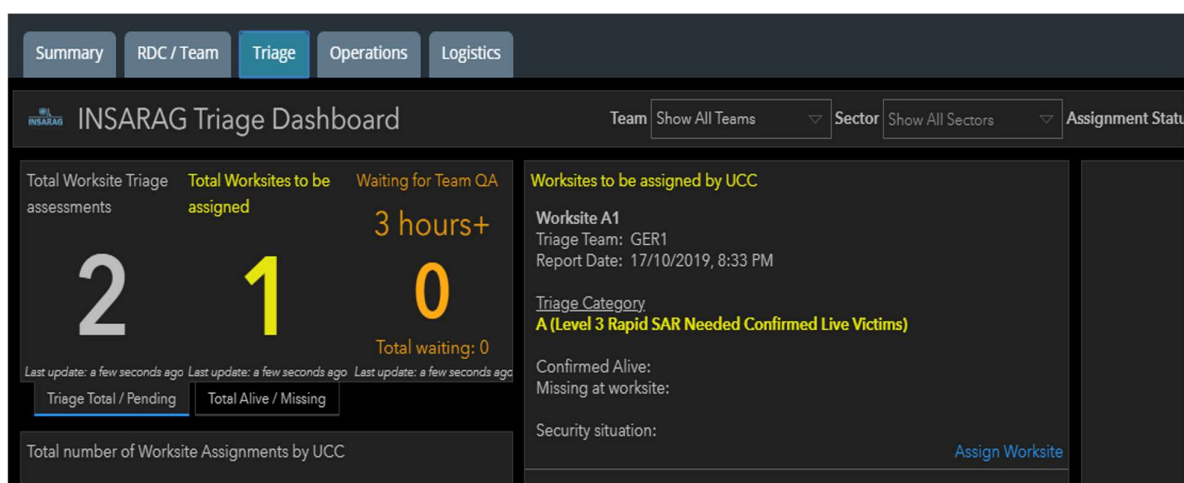 Summary
RDC / Team
Triage
Operations
Logistics
INSARAG
INSARAG Triage Dashboard
Team
Show All Teams
Sector
Show All Sectors
Assignment Statu
Total Worksite Triage
assessments
2
Last update: a few seconds ago
Total Worksites to be
assigned
1
Last update: a few seconds ago
Waiting for Team QA
3 hours+
0
Total waiting: 0
Last update: a few seconds ago
Triage Total / Pending
Total Alive / Missing
Total number of Worksite Assignments by UCC
Worksites to be assigned by UCC
Worksite A1
Triage Team: GER1
Report Date: 17/10/2019, 8:33 PM
Triage Category
A (Level 3 Rapid SAR Needed Confirmed Live Victims)
Confirmed Alive:
Missing at worksite:
Security situation:
Assign Worksite